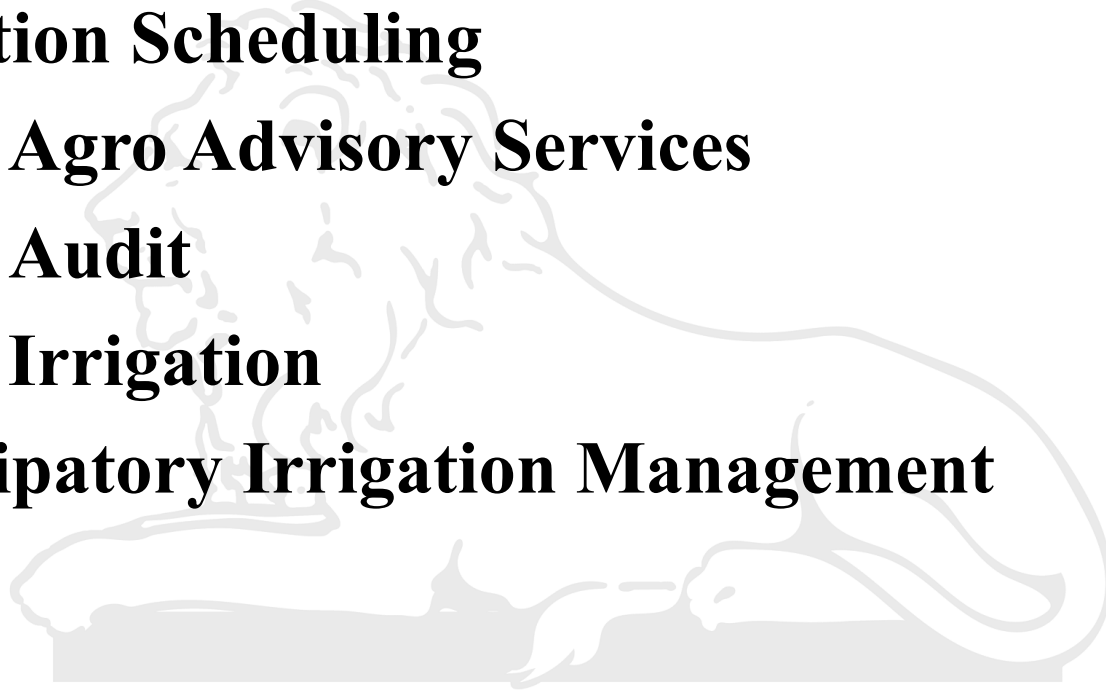 tion Scheduling
Agro Advisory Services
Audit
Irrigation
ipatory Irrigation Management